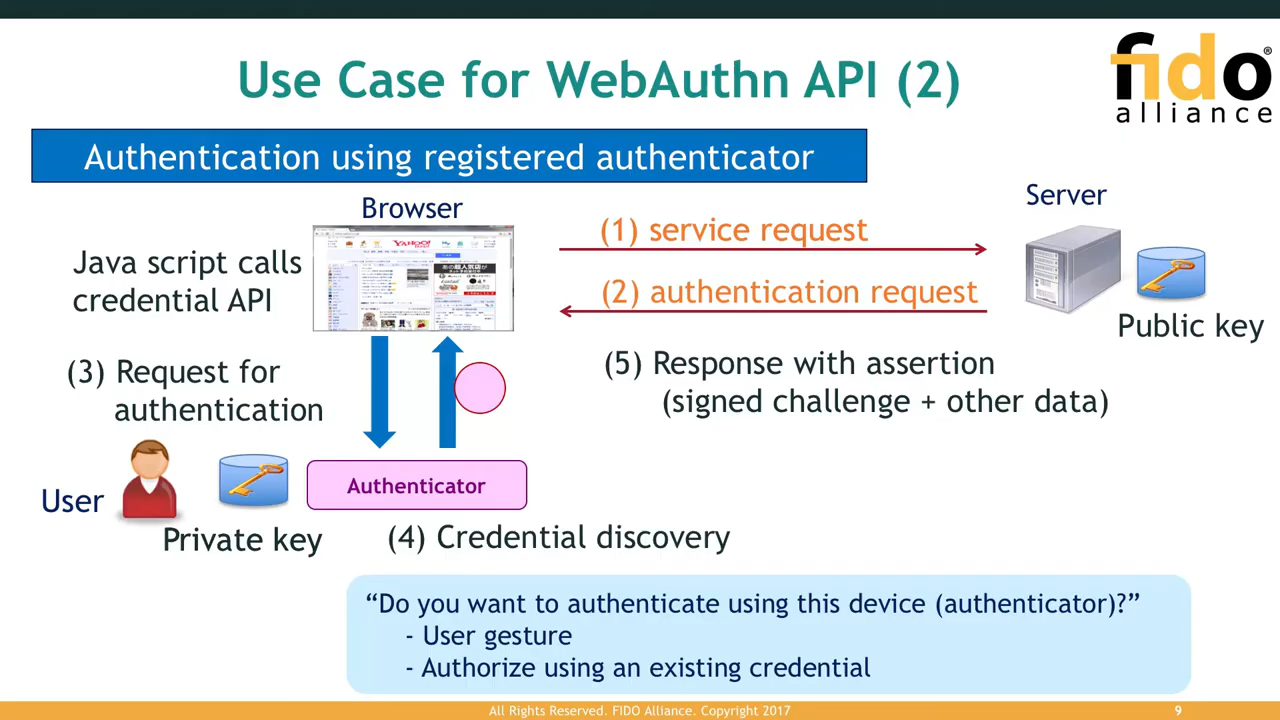 Use Case for WebAuthn API (2)
fido®
alliance
Authentication using registered authenticator
Browser
Server
(1) service request
Java script calls
credential API
YAHOO!
(2) authentication request
Public key
(3) Request for
authentication
(5) Response with assertion
(signed challenge + other data)
User
Authenticator
Private key
(4) Credential discovery
“Do you want to authenticate using this device (authenticator)?”
- User gesture
- Authorize using an existing credential
All Rights Reserved. FIDO Alliance. Copyright 2017
9